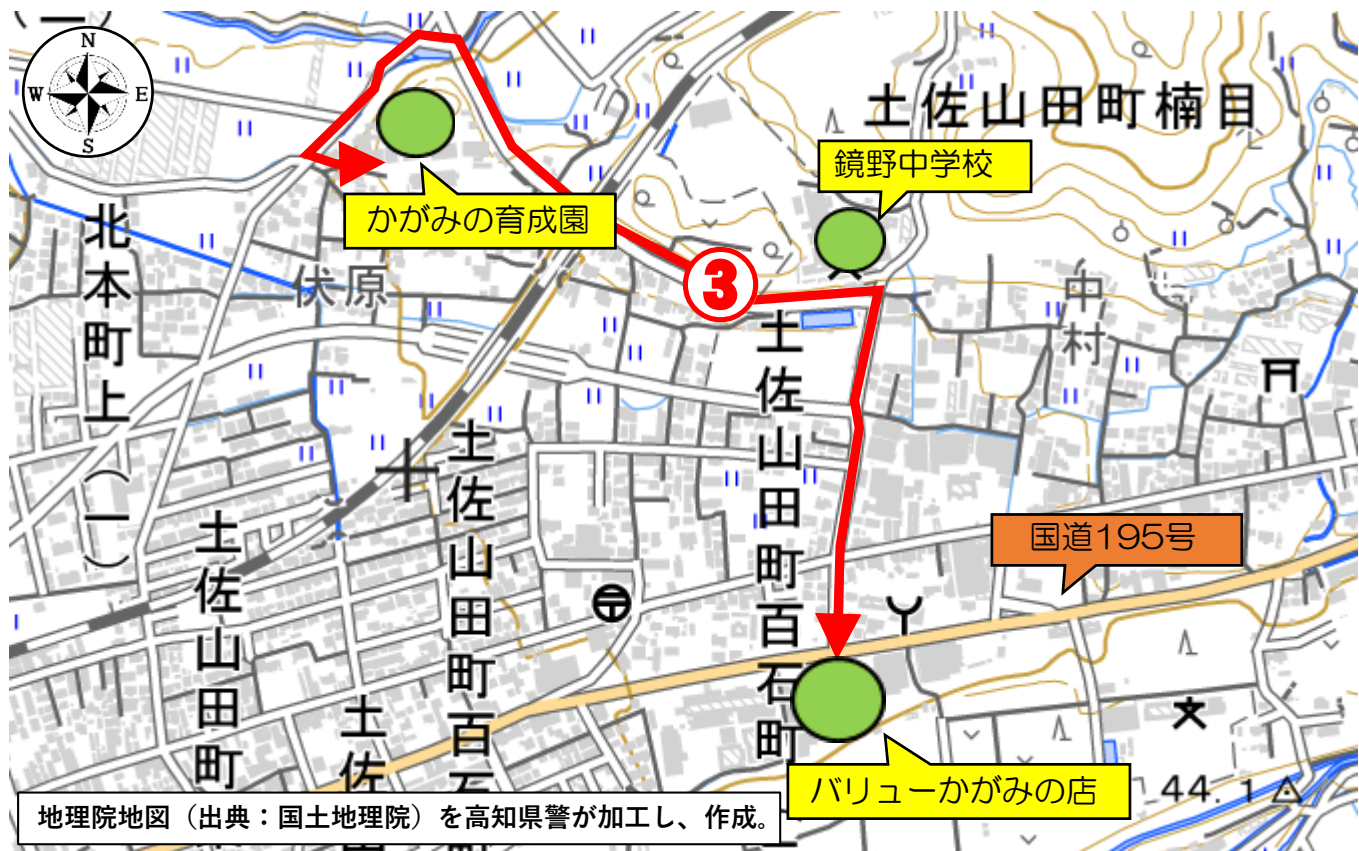 (二)
N
W
E
S
土佐山田町楠目
鏡野中学校
かがみの育成園
北本町上(一)
伏原
3
中村
土佐山田町百石町
土佐山田町百石町
土佐山田町
土佐
国道195号
バリューかがみの店
44.1
地理院地図(出典:国土地理院)を高知県警が加工し、作成。